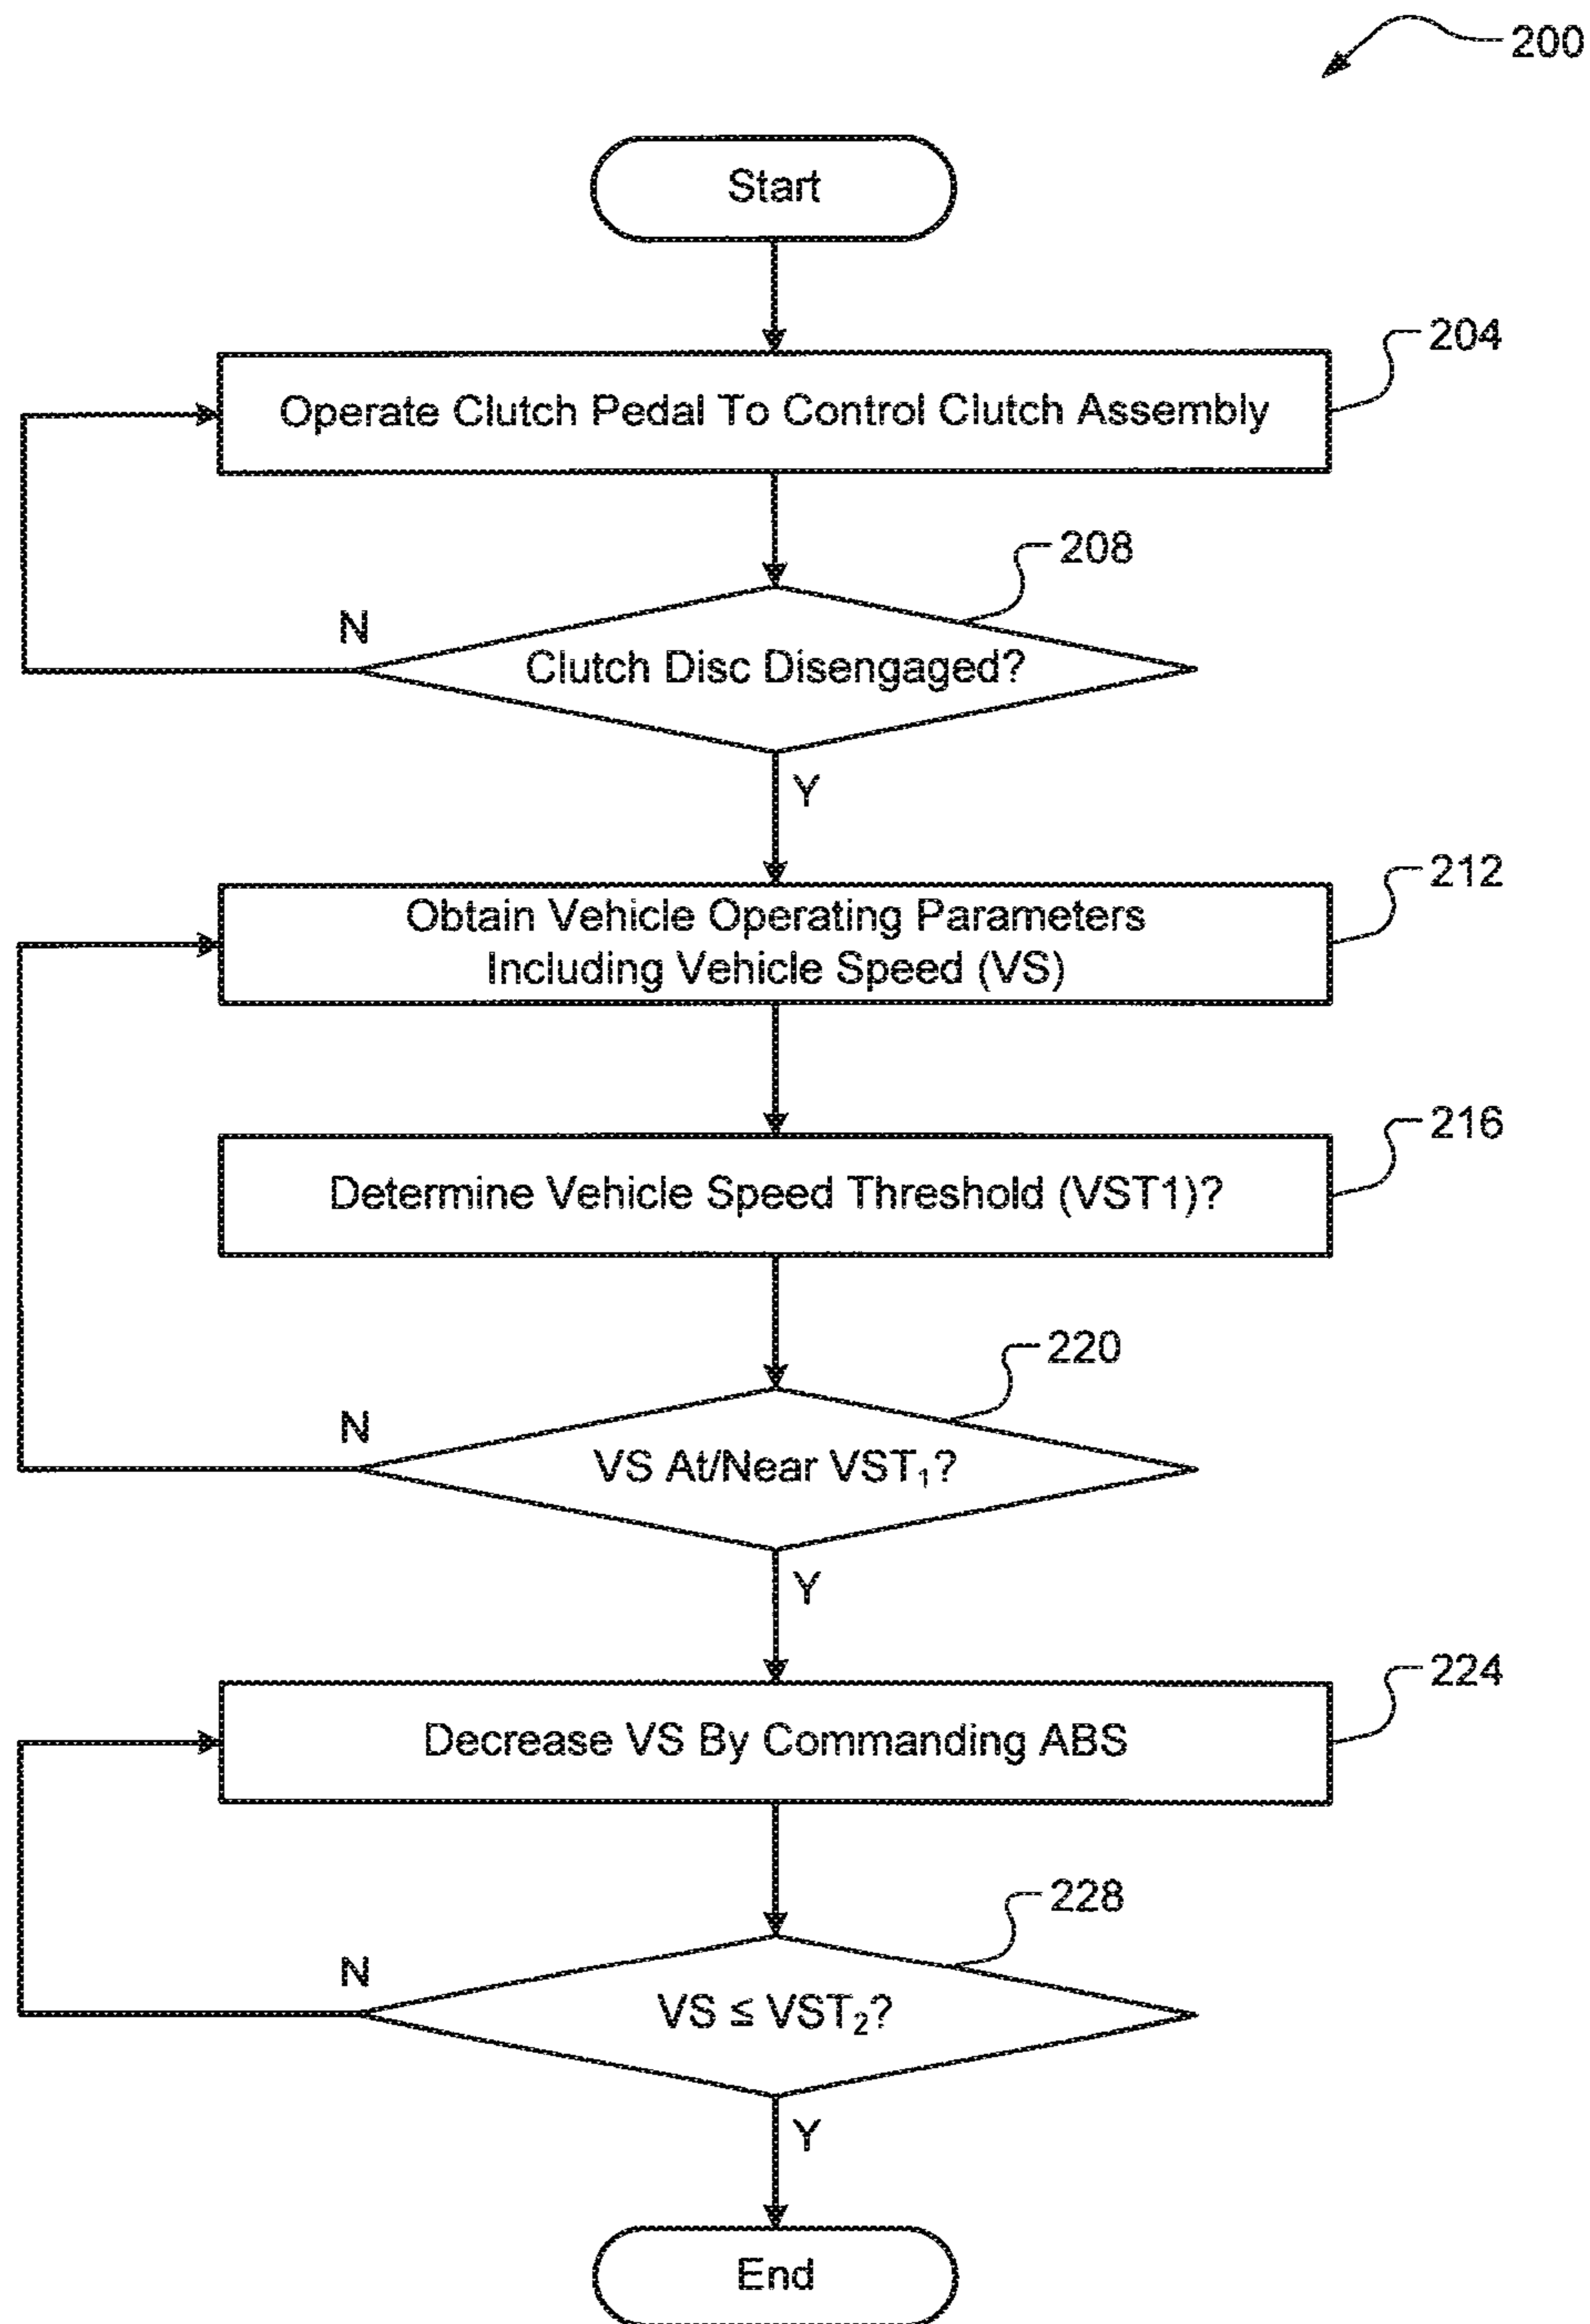 200
Start
204
Operate Clutch Pedal To Control Clutch Assembly
208
N
Clutch Disc Disengaged?
Y
212
Obtain Vehicle Operating Parameters
Including Vehicle Speed (VS)
216
Determine Vehicle Speed Threshold (VST1)?
220
N
VS At/Near VST₁?
Y
224
Decrease VS By Commanding ABS
228
N
VS ≤ VST₂?
Y
End